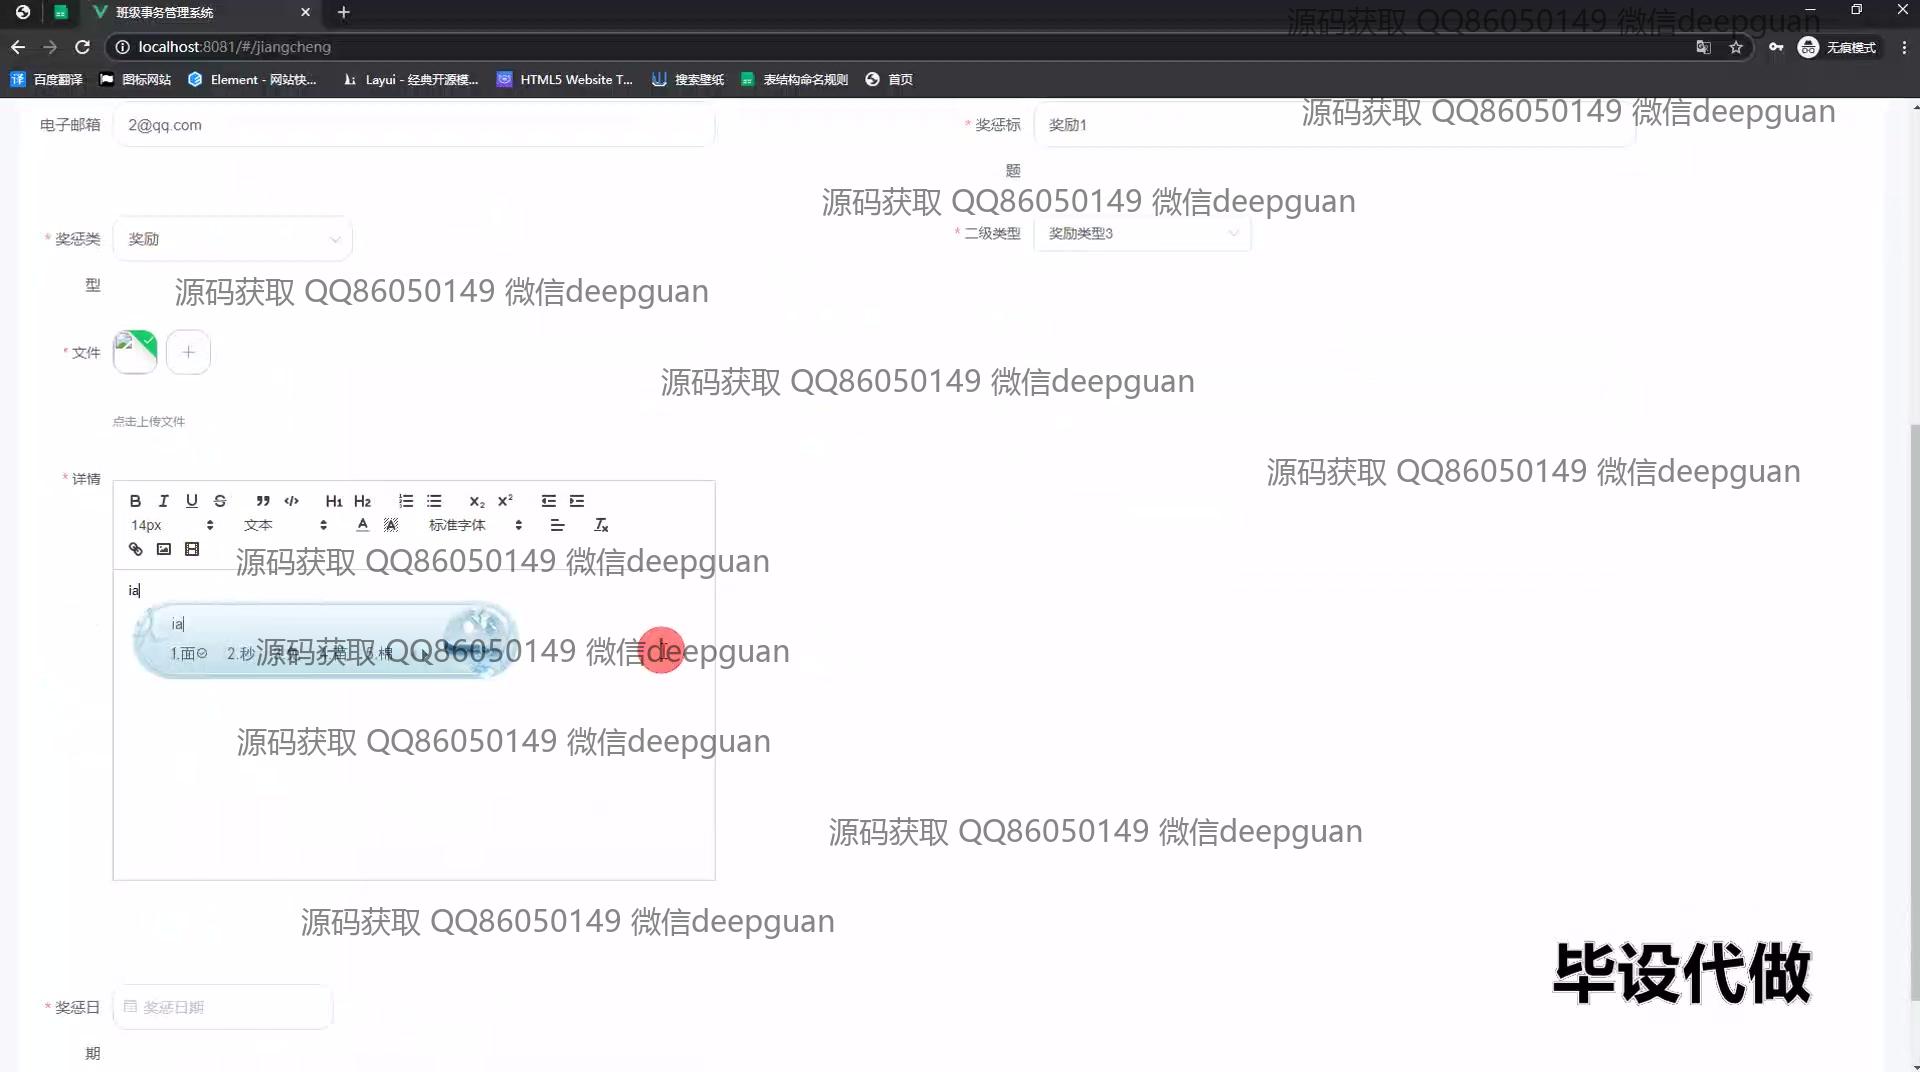 班级事务管理系统
源码获取 QQ86050149 微信deepguan
localhost:8081/#/jiangcheng
无痕模式
百度翻译 图标网站 Element - 网站快... Layui - 经典开源模... HTML5 Website T... 搜索壁纸 表结构命名规则 首页
电子邮箱 2@qq.com * 奖惩标题 奖励1
源码获取 QQ86050149 微信deepguan
源码获取 QQ86050149 微信deepguan
* 奖惩类型 奖励 * 二级类型 奖励类型3
源码获取 QQ86050149 微信deepguan
* 文件
源码获取 QQ86050149 微信deepguan
点击上传文件
源码获取 QQ86050149 微信deepguan
* 详情
B I U S H1 H2 X2 X2
14px 文本 A A 标准字体 Tx
源码获取 QQ86050149 微信deepguan
ia
ia
1.面 2.秒
源码获取 QQ86050149 微信deepguan
源码获取 QQ86050149 微信deepguan
源码获取 QQ86050149 微信deepguan
源码获取 QQ86050149 微信deepguan
毕设代做
* 奖惩日期 奖惩日期